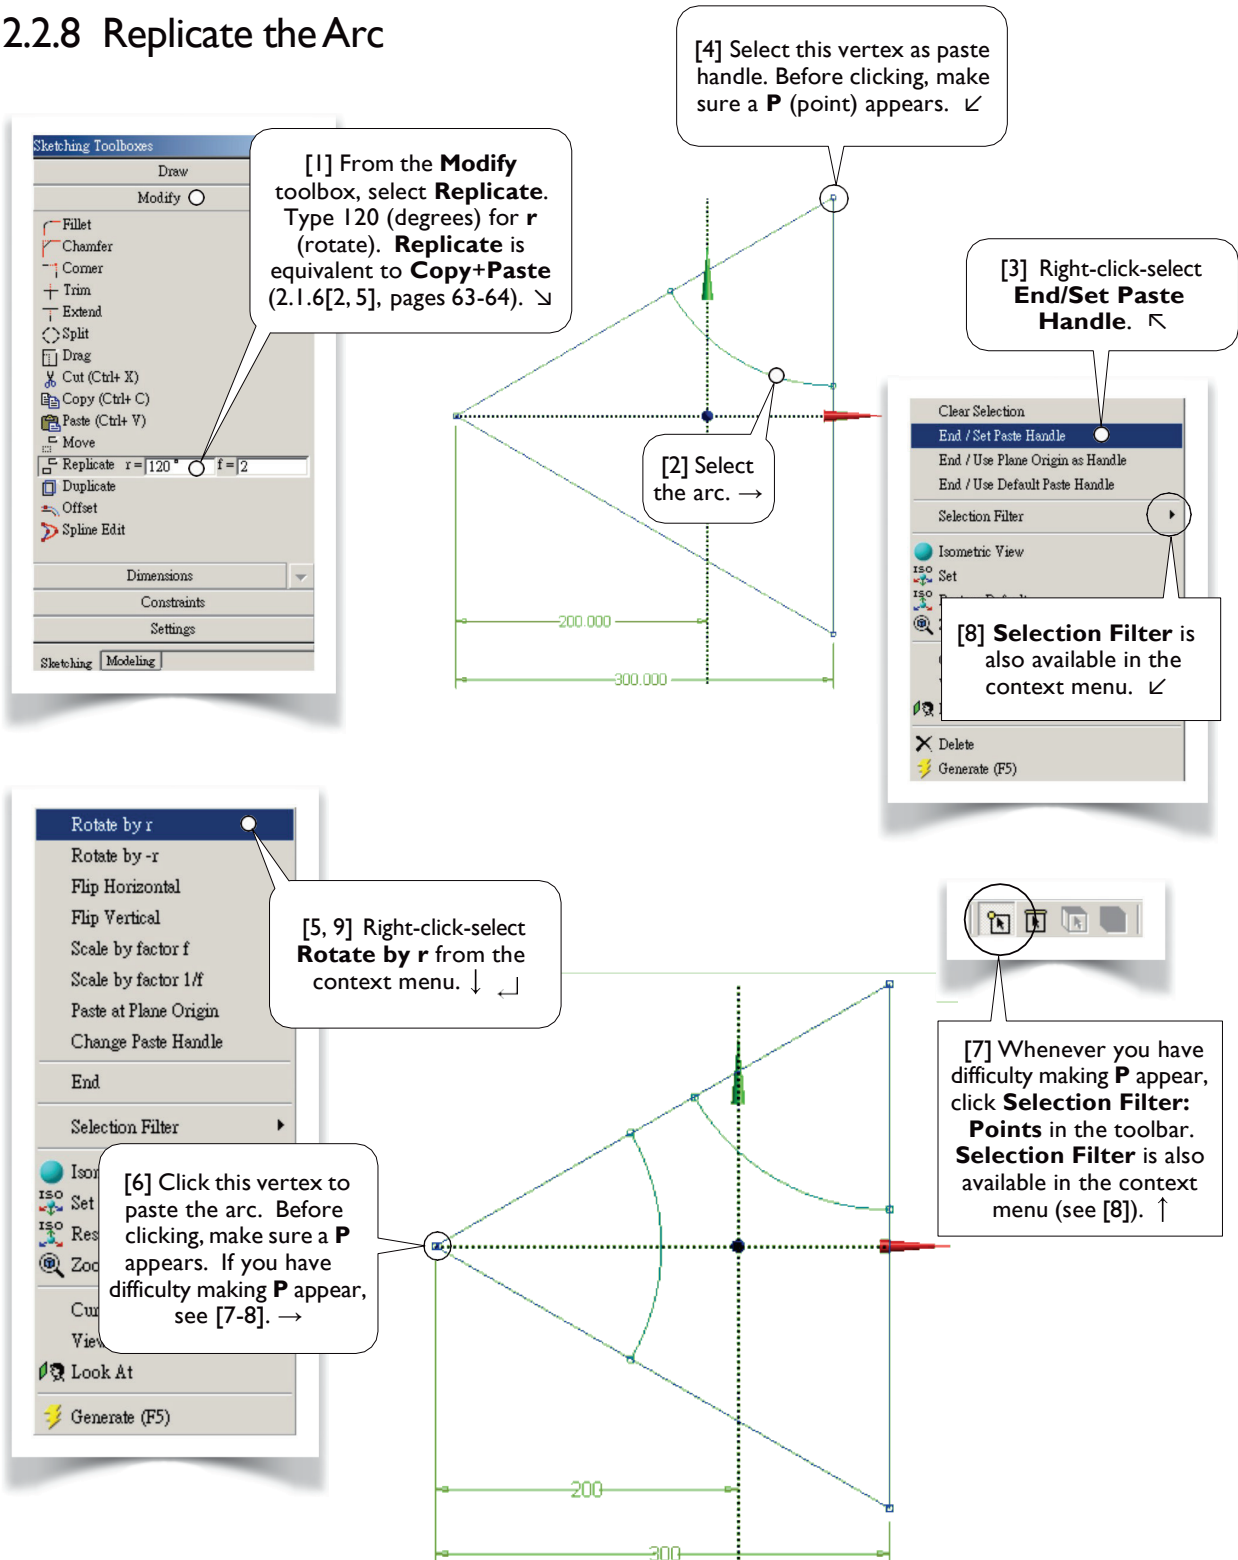 2.2.8 Replicate the Arc
[4] Select this vertex as paste
handle. Before clicking, make
sure a P (point) appears. ↙
Sketching Toolboxes
Draw
Modify
Fillet
Chamfer
Corner
Trim
Extend
Split
Drag
Cut (Ctrl+ X)
Copy (Ctrl+ C)
Paste (Ctrl+ V)
Move
Replicate r = 120 ° f = 2
Duplicate
Offset
Spline Edit
Dimensions
Constraints
Settings
Sketching Modeling
[1] From the Modify
toolbox, select Replicate.
Type 120 (degrees) for r
(rotate). Replicate is
equivalent to Copy+Paste
(2.1.6[2, 5], pages 63-64). ↘
[2] Select
the arc. →
200.000
300.000
[3] Right-click-select
End/Set Paste
Handle. ↖
Clear Selection
End / Set Paste Handle
End / Use Plane Origin as Handle
End / Use Default Paste Handle
Selection Filter
Isometric View
ISO Set
ISO
[8] Selection Filter is
also available in the
context menu. ↙
Delete
Generate (F5)
Rotate by r
Rotate by -r
Flip Horizontal
Flip Vertical
Scale by factor f
Scale by factor 1/f
Paste at Plane Origin
Change Paste Handle
End
Selection Filter
Isor
ISO Set
ISO Res
Zoo
Cur
View
Look At
Generate (F5)
[5, 9] Right-click-select
Rotate by r from the
context menu. ↓ ↵
[6] Click this vertex to
paste the arc. Before
clicking, make sure a P
appears. If you have
difficulty making P appear,
see [7-8]. →
200
300
[7] Whenever you have
difficulty making P appear,
click Selection Filter:
Points in the toolbar.
Selection Filter is also
available in the context
menu (see [8]). ↑